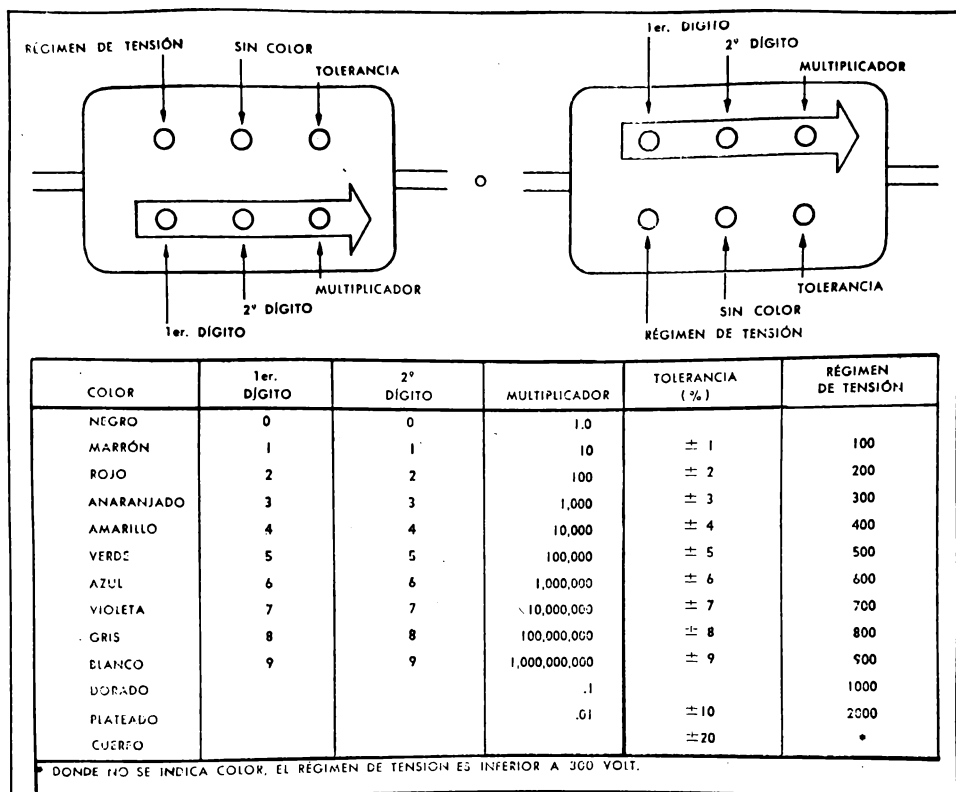 RÉGIMEN DE TENSIÓN
SIN COLOR
TOLERANCIA
MULTIPLICADOR
2º DÍGITO
1er. DÍGITO
o
1er. DIGITO
2º DÍGITO
MULTIPLICADOR
TOLERANCIA
SIN COLOR
RÉGIMEN DE TENSIÓN
COLOR 1er. DÍGITO 2º DÍGITO MULTIPLICADOR TOLERANCIA (%) RÉGIMEN DE TENSIÓN
NEGRO 0 0 1.0
MARRÓN 1 1 10 ± 1 100
ROJO 2 2 100 ± 2 200
ANARANJADO 3 3 1,000 ± 3 300
AMARILLO 4 4 10,000 ± 4 400
VERDE 5 5 100,000 ± 5 500
AZUL 6 6 1,000,000 ± 6 600
VIOLETA 7 7 10,000,000 ± 7 700
GRIS 8 8 100,000,000 ± 8 800
BLANCO 9 9 1,000,000,000 ± 9 900
DORADO .1 1000
PLATEADO .01 ±10 2000
CUERPO ±20 *
* DONDE NO SE INDICA COLOR, EL RÉGIMEN DE TENSIÓN ES INFERIOR A 300 VOLT.